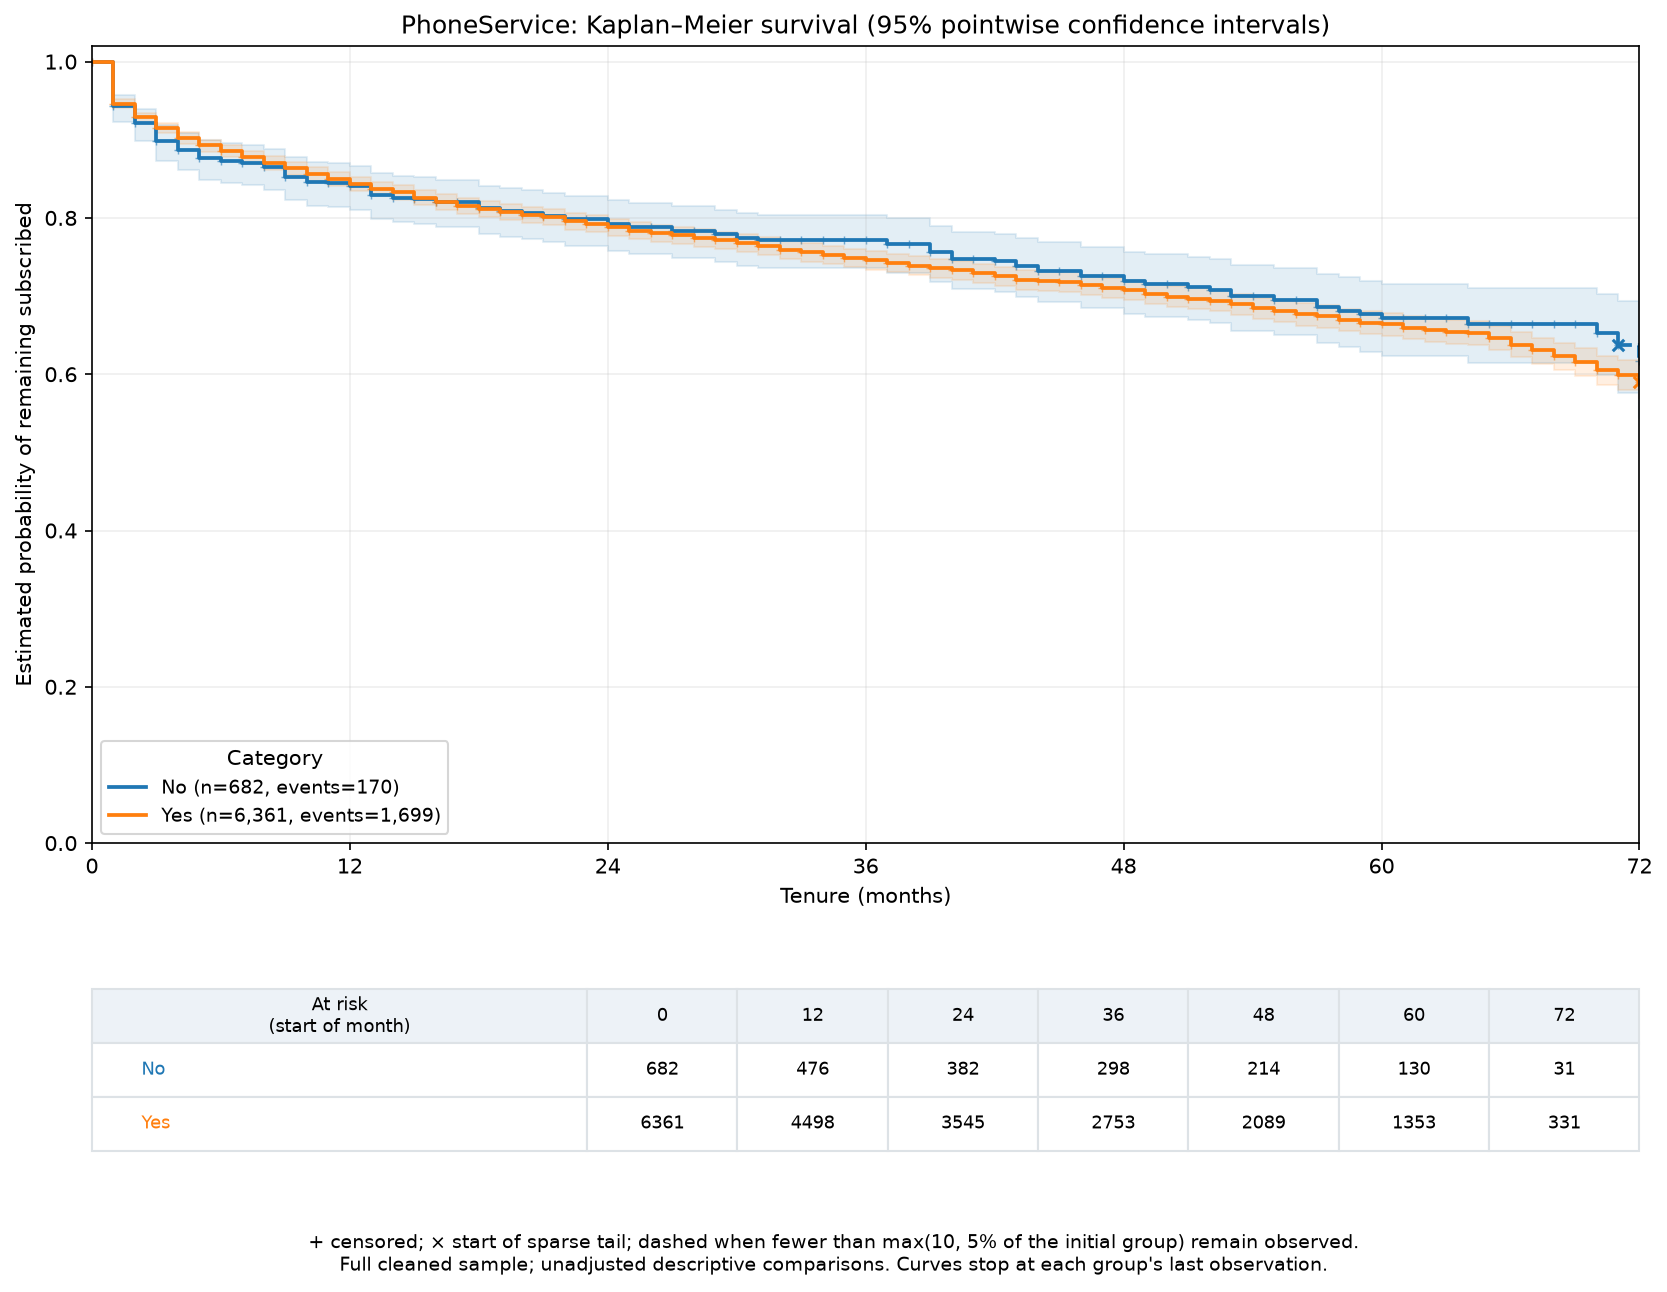 PhoneService: Kaplan–Meier survival (95% pointwise confidence intervals)
Estimated probability of remaining subscribed
1.0
0.8
0.6
0.4
0.2
0.0
Category
No (n=682, events=170)
Yes (n=6,361, events=1,699)
0 12 24 36 48 60 72
Tenure (months)
At risk
(start of month) 0 12 24 36 48 60 72
No 682 476 382 298 214 130 31
Yes 6361 4498 3545 2753 2089 1353 331
+ censored; × start of sparse tail; dashed when fewer than max(10, 5% of the initial group) remain observed.
Full cleaned sample; unadjusted descriptive comparisons. Curves stop at each group's last observation.